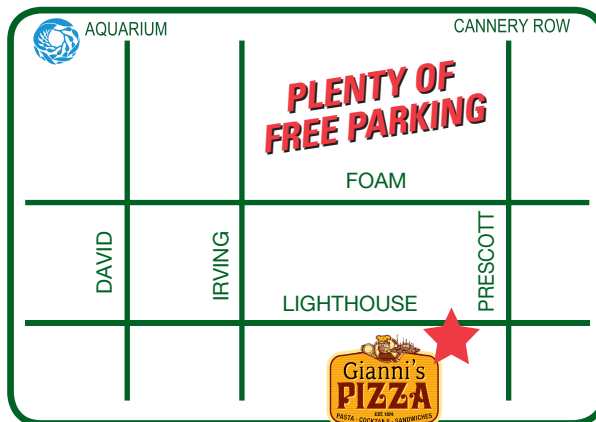 AQUARIUM
CANNERY ROW
PLENTY OF
FREE PARKING
FOAM
DAVID
IRVING
PRESCOTT
LIGHTHOUSE
Gianni's
PIZZA
EST. 1974
PASTA · COCKTAILS · SANDWICHES